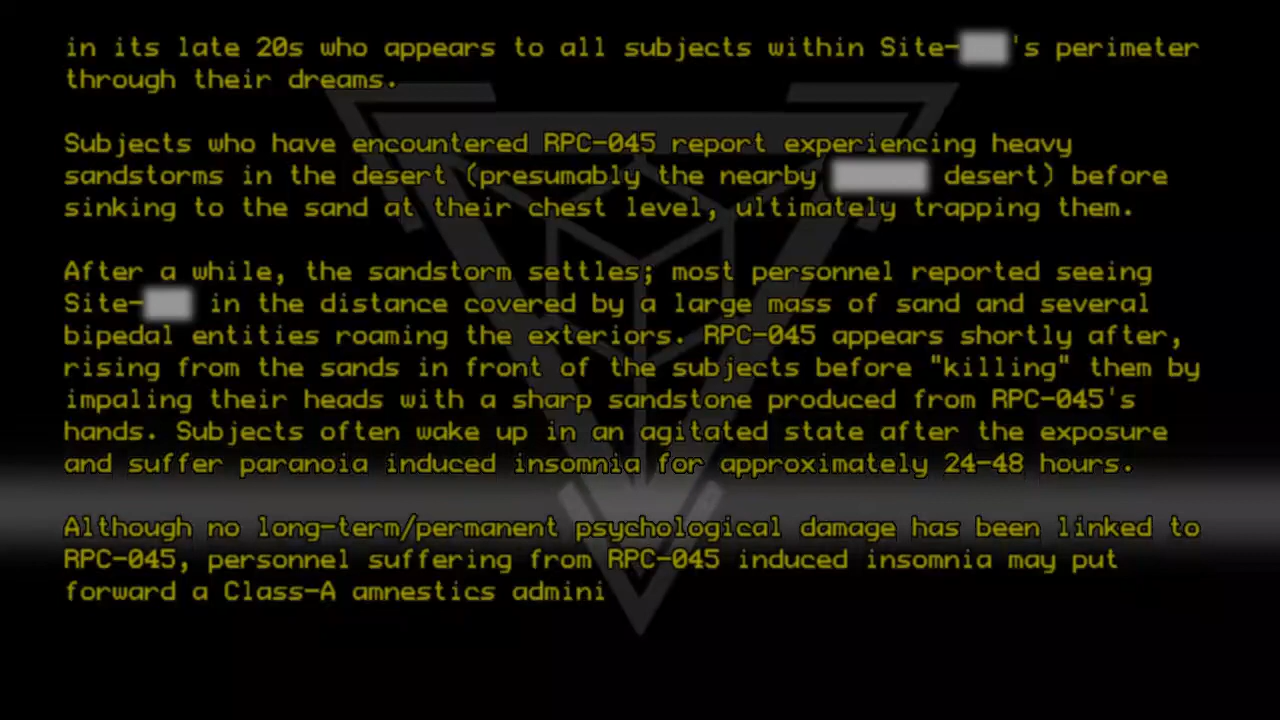 in its late 20s who appears to all subjects within Site-'s perimeter
through their dreams.
Subjects who have encountered RPC-045 report experiencing heavy
sandstorms in the desert (presumably the nearby desert) before
sinking to the sand at their chest level, ultimately trapping them.
After a while, the sandstorm settles; most personnel reported seeing
Site- in the distance covered by a large mass of sand and several
bipedal entities roaming the exteriors. RPC-045 appears shortly after,
rising from the sands in front of the subjects before "killing" them by
impaling their heads with a sharp sandstone produced from RPC-045's
hands. Subjects often wake up in an agitated state after the exposure
and suffer paranoia induced insomnia for approximately 24-48 hours.
Although no long-term/permanent psychological damage has been linked to
RPC-045, personnel suffering from RPC-045 induced insomnia may put
forward a Class-A amnestics admini